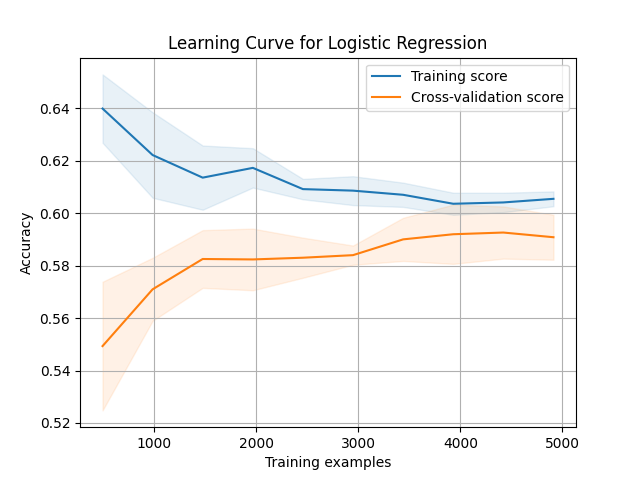 Learning Curve for Logistic Regression
Training score
Cross-validation score
Accuracy
0.64
0.62
0.60
0.58
0.56
0.54
0.52
1000 2000 3000 4000 5000
Training examples